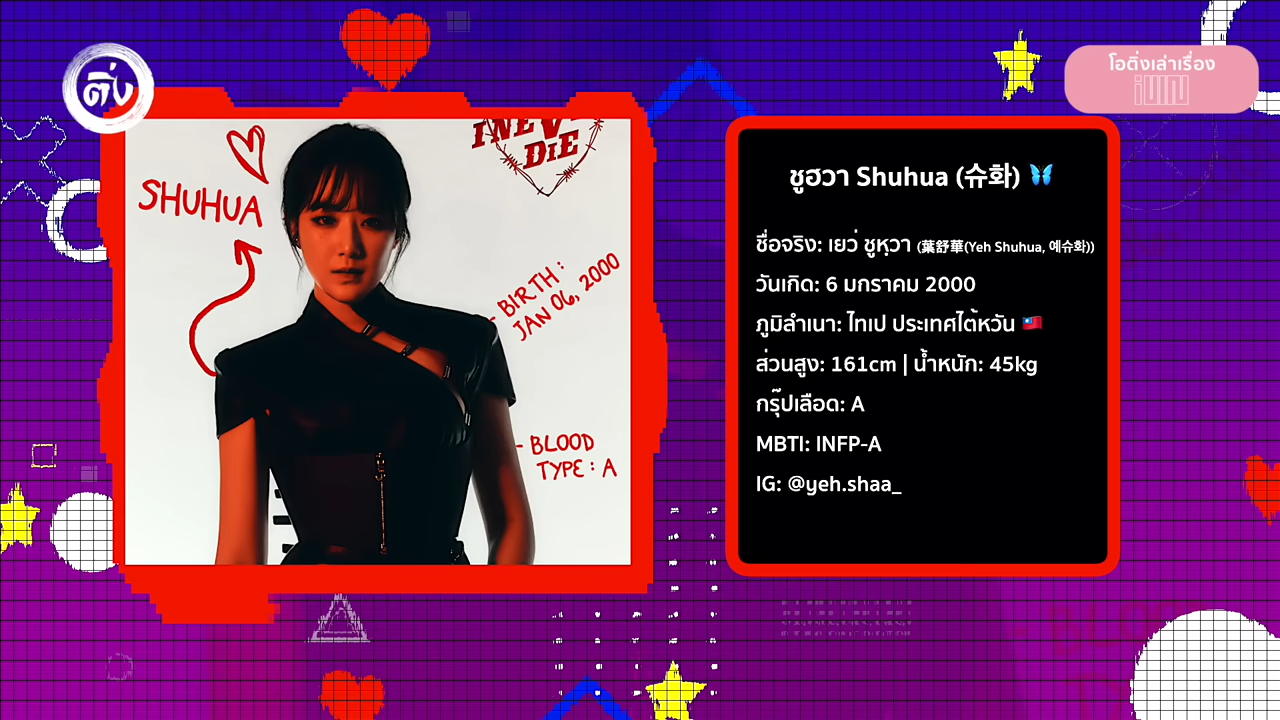 ติ่ง
โอติ่งเล่าเรื่อง
SHUHUA
I NEV
DIE
- BIRTH :
JAN 06, 2000
- BLOOD
TYPE : A
ชูฮวา Shuhua (슈화) 🦋
ชื่อจริง: เยว่ ชูหฺวา (葉舒華(Yeh Shuhua, 예슈화))
วันเกิด: 6 มกราคม 2000
ภูมิลำเนา: ไทเป ประเทศไต้หวัน 🇹🇼
ส่วนสูง: 161cm | น้ำหนัก: 45kg
กรุ๊ปเลือด: A
MBTI: INFP-A
IG: @yeh.shaa_